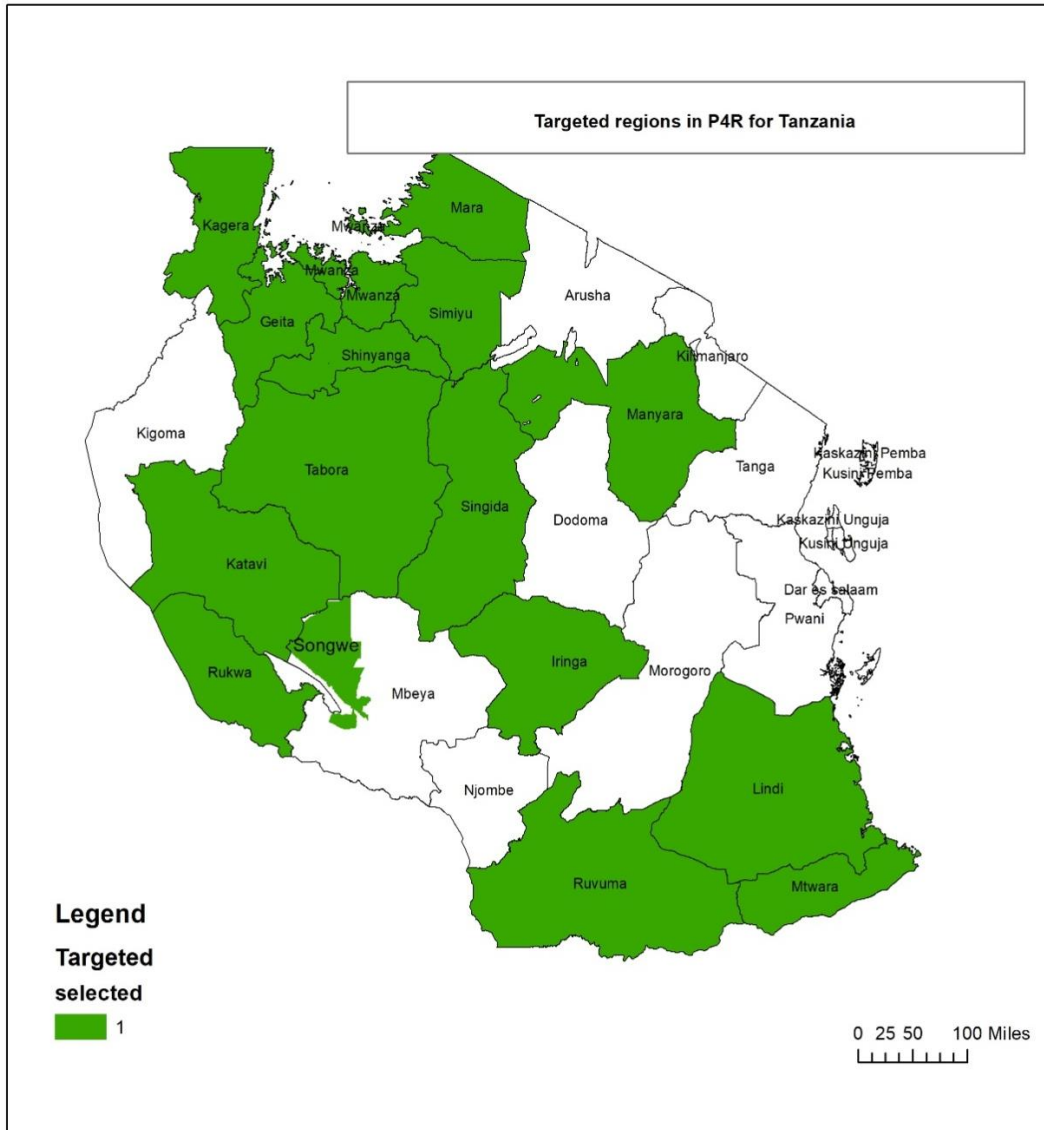 Targeted regions in P4R for Tanzania
Mara
Kagera
Mwanza
Mwanza
Mwanza
Arusha
Simiyu
Geita
Shinyanga
Kilimanjaro
Manyara
Kigoma
Kaskazini Pemba
Tanga
Kusini Pemba
Tabora
Singida
Dodoma
Kaskazini Unguja
Kusini Unguja
Katavi
Dar es salaam
Pwani
Songwe
Iringa
Rukwa
Morogoro
Mbeya
Njombe
Lindi
Ruvuma
Mtwara
Legend
Targeted
selected
1
0 25 50 100 Miles